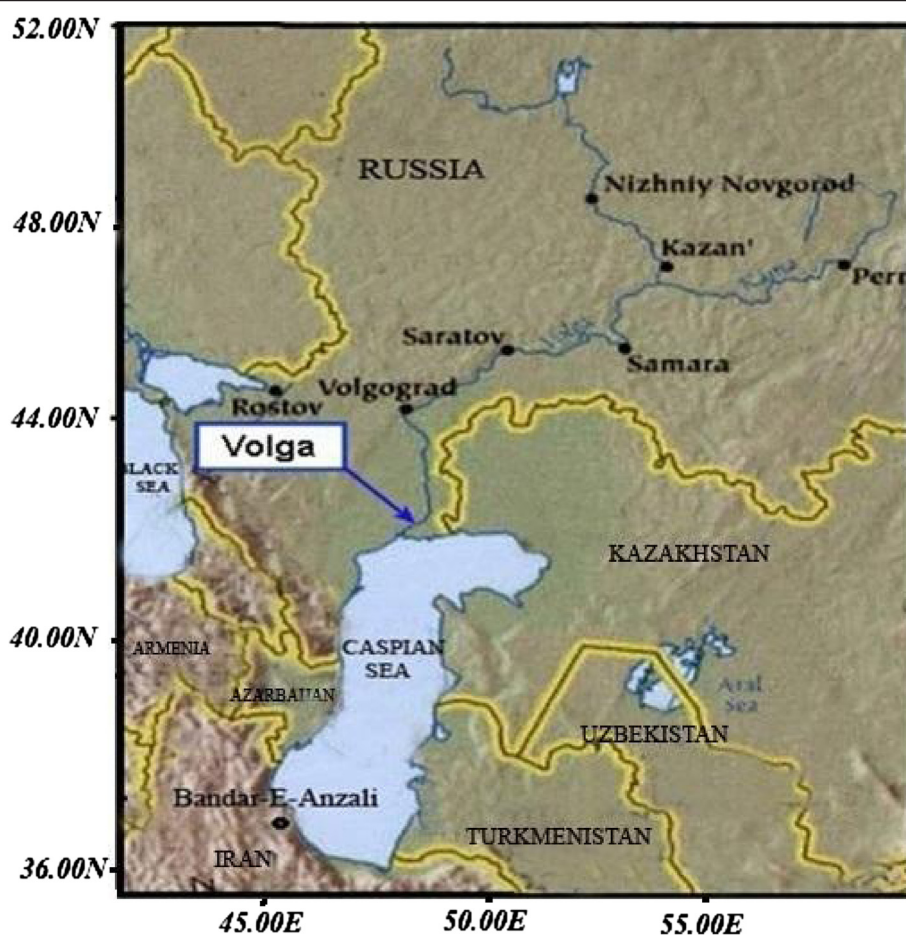 52.00N
RUSSIA
Nizhniy Novgorod
48.00N
Kazan'
Saratov
Samara
Volgograd
Rostov
44.00N
Volga
BLACK
SEA
KAZAKHSTAN
40.00N
ARMENIA
CASPIAN
SEA
Aral
Sea
UZBEKISTAN
Bandar-E-Anzali
TURKMENISTAN
IRAN
36.00N
45.00E
50.00E
55.00E